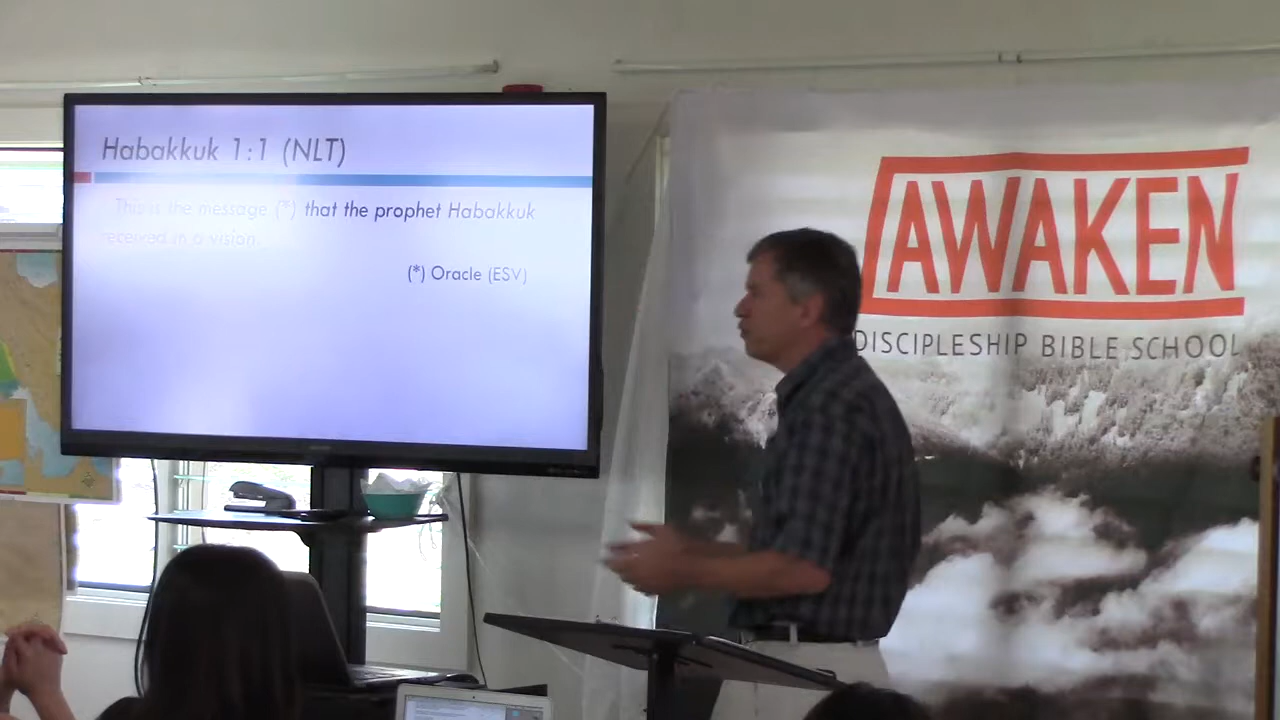 Habakkuk 1:1 (NLT)
This is the message (*) that the prophet Habakkuk
received in a vision.
(*) Oracle (ESV)
AWAKEN
DISCIPLESHIP BIBLE SCHOOL